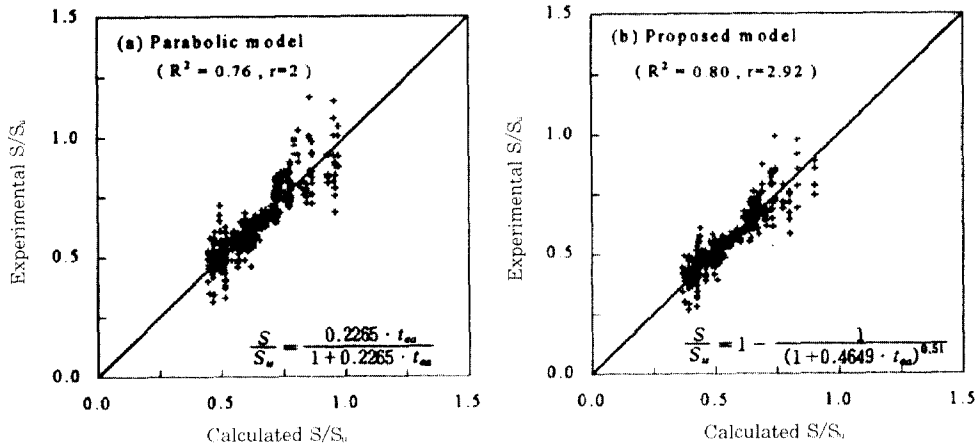 (a) Parabolic model
( R² = 0.76 , r=2 )
1.5
1.0
0.5
0.0
Experimental S/Sᵤ
S/Sᵤ = 0.2265 · tₑₐ / 1 + 0.2265 · tₑₐ
0.0 0.5 1.0 1.5
Calculated S/Sᵤ
(b) Proposed model
( R² = 0.80 , r=2.92 )
1.5
1.0
0.5
0.0
Experimental S/Sᵤ
S/Sᵤ = 1 − 1 / (1 + 0.4649 · tₑₐ)^0.51
0.0 0.5 1.0 1.5
Calculated S/Sᵤ